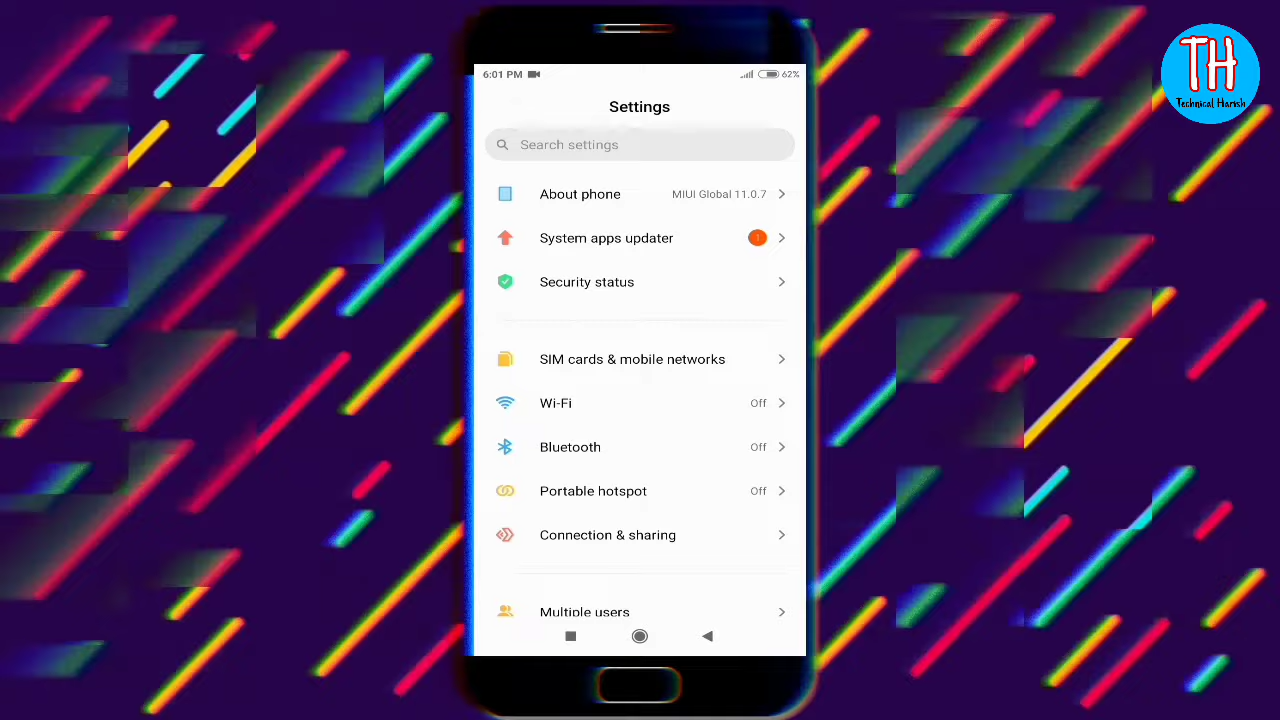 TH
Technical Harish
6:01 PM 62%
Settings
Search settings
About phone MIUI Global 11.0.7
System apps updater 1
Security status
SIM cards & mobile networks
Wi-Fi Off
Bluetooth Off
Portable hotspot Off
Connection & sharing
Multiple users